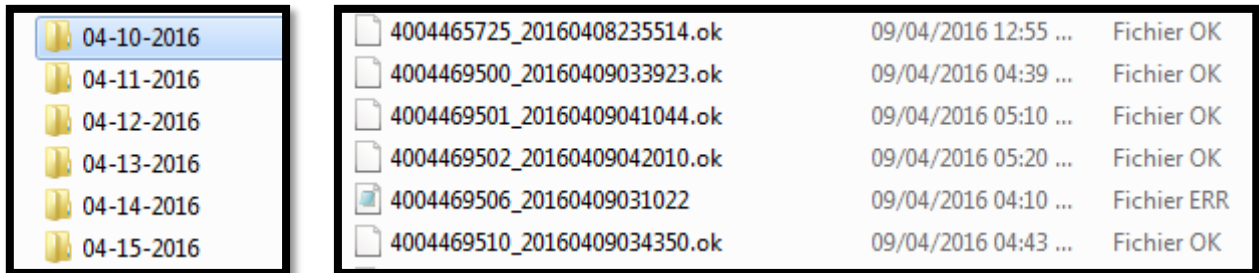 04-10-2016
04-11-2016
04-12-2016
04-13-2016
04-14-2016
04-15-2016
4004465725_20160408235514.ok 09/04/2016 12:55 ... Fichier OK
4004469500_20160409033923.ok 09/04/2016 04:39 ... Fichier OK
4004469501_20160409041044.ok 09/04/2016 05:10 ... Fichier OK
4004469502_20160409042010.ok 09/04/2016 05:20 ... Fichier OK
4004469506_20160409031022 09/04/2016 04:10 ... Fichier ERR
4004469510_20160409034350.ok 09/04/2016 04:43 ... Fichier OK